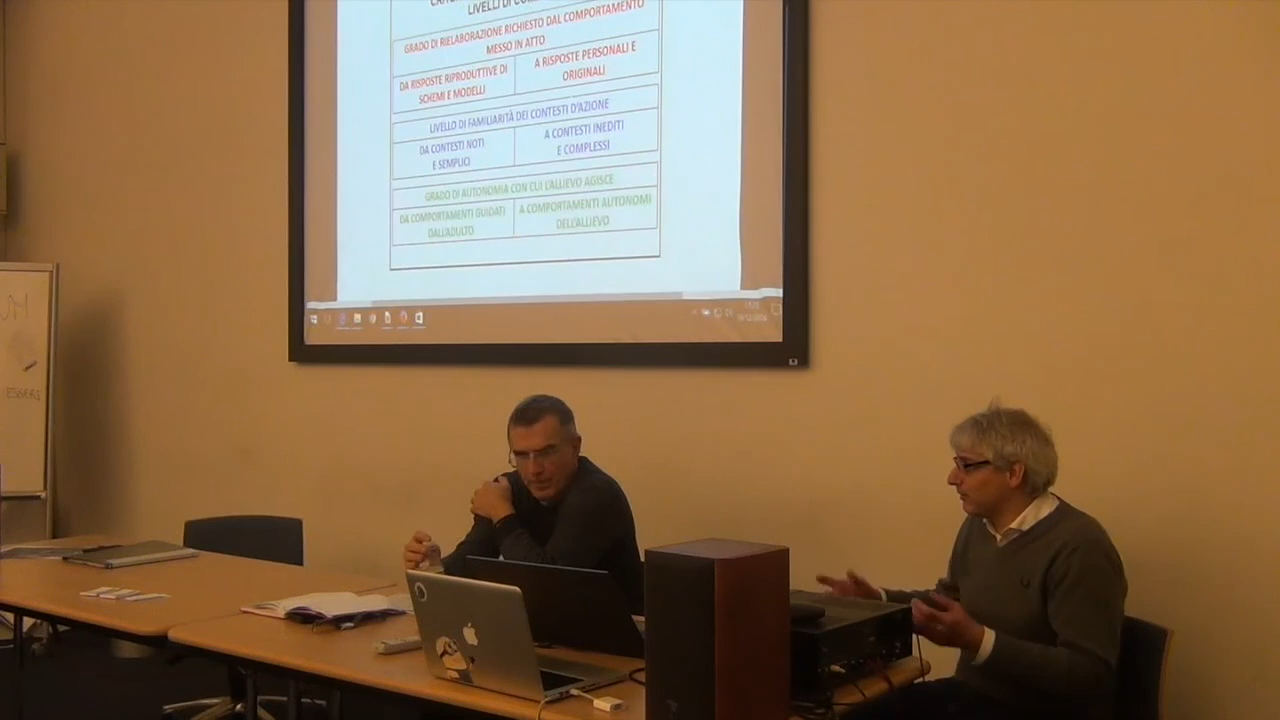 LIVELLI DI
GRADO DI RIELABORAZIONE RICHIESTO DAL COMPORTAMENTO
MESSO IN ATTO
DA RISPOSTE RIPRODUTTIVE DI
SCHEMI E MODELLI
A RISPOSTE PERSONALI E
ORIGINALI
LIVELLO DI FAMILIARITÀ DEI CONTESTI D'AZIONE
DA CONTESTI NOTI
E SEMPLICI
A CONTESTI INEDITI
E COMPLESSI
GRADO DI AUTONOMIA CON CUI L'ALLIEVO AGISCE
DA COMPORTAMENTI GUIDATI
DALL'ADULTO
A COMPORTAMENTI AUTONOMI
DELL'ALLIEVO
ESSERE